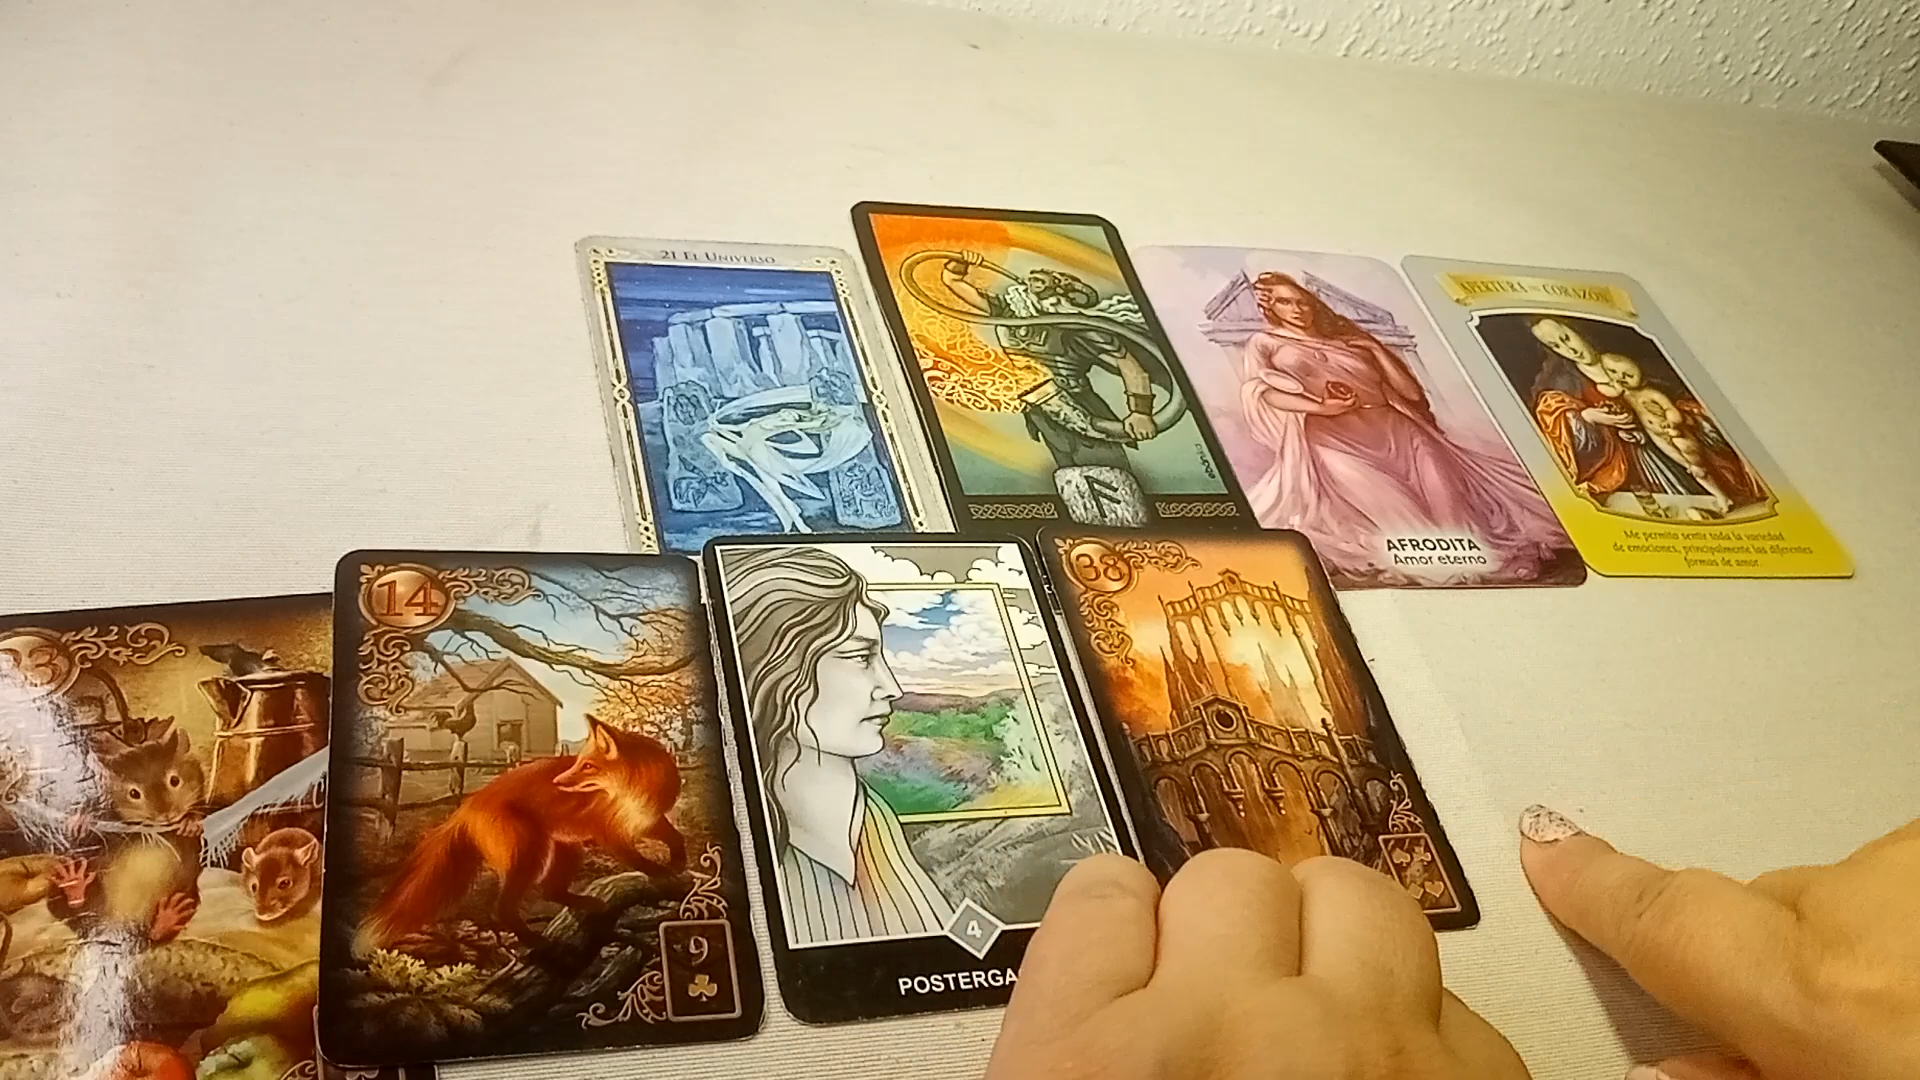 21 EL UNIVERSO
AFRODITA
Amor eterno
APERTURA DE CORAZÓN
Me permito sentir toda la variedad
de emociones, principalmente las diferentes
formas de amor.
14
9
4
POSTERGA
38